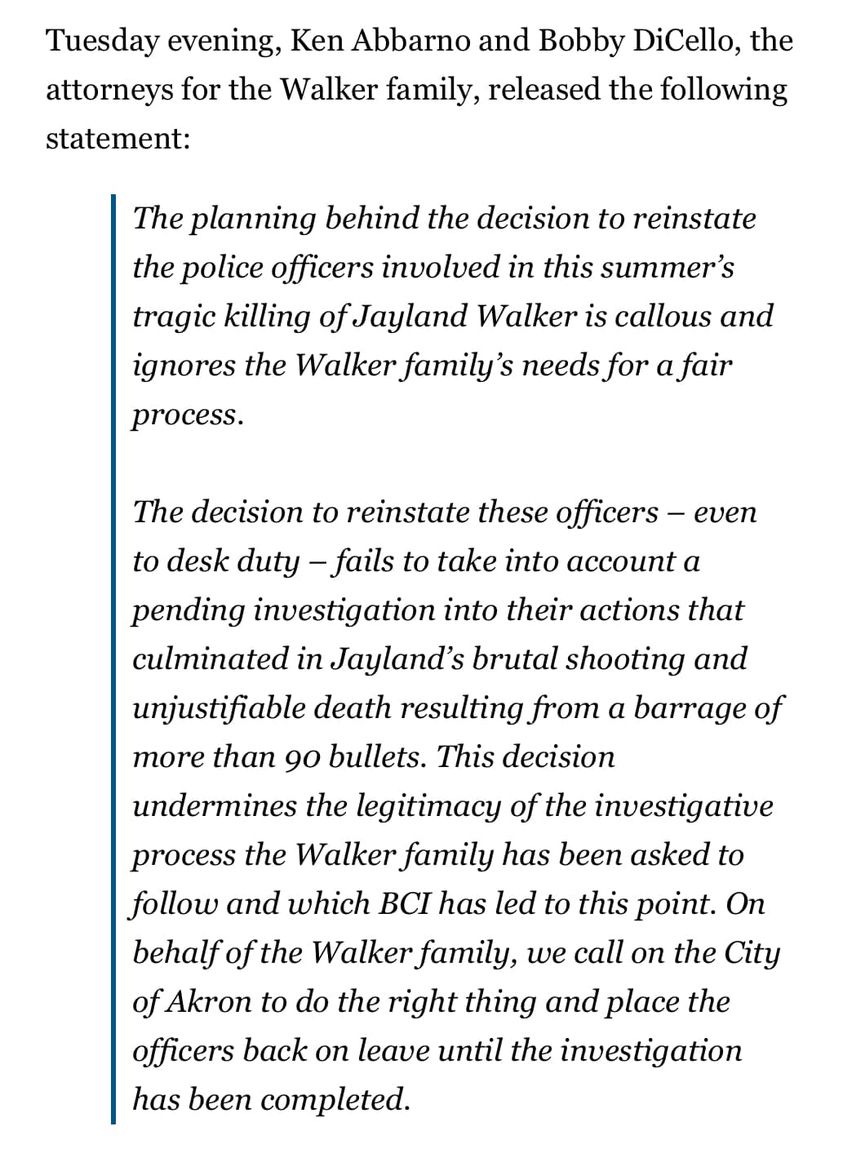 Tuesday evening, Ken Abbarno and Bobby DiCello, the
attorneys for the Walker family, released the following
statement:
The planning behind the decision to reinstate
the police officers involved in this summer’s
tragic killing of Jayland Walker is callous and
ignores the Walker family’s needs for a fair
process.
The decision to reinstate these officers – even
to desk duty – fails to take into account a
pending investigation into their actions that
culminated in Jayland’s brutal shooting and
unjustifiable death resulting from a barrage of
more than 90 bullets. This decision
undermines the legitimacy of the investigative
process the Walker family has been asked to
follow and which BCI has led to this point. On
behalf of the Walker family, we call on the City
of Akron to do the right thing and place the
officers back on leave until the investigation
has been completed.